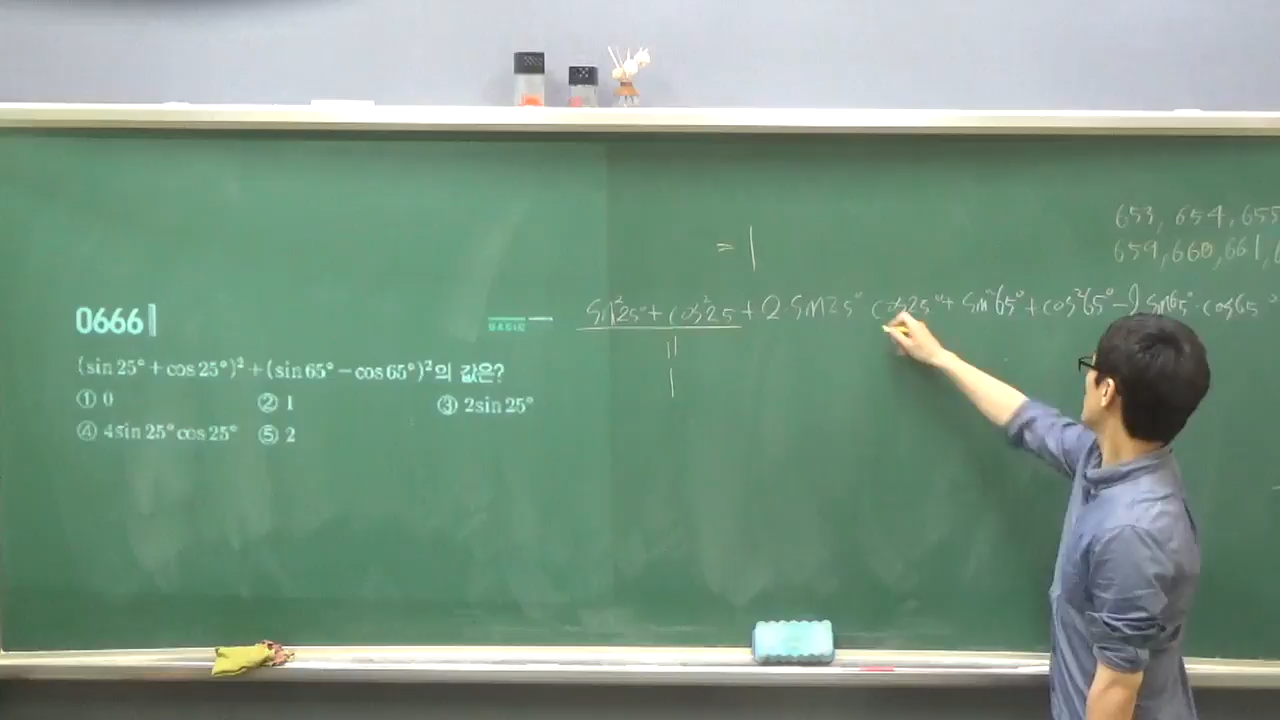 0666
BASIC
(sin 25°+cos 25°)²+(sin 65°−cos 65°)²의 값은?
① 0 ② 1 ③ 2sin 25°
④ 4sin 25°cos 25° ⑤ 2
653, 654, 655
659, 660, 661,
= 1
sin²25°+cos²25+2 sin25° cos25°+sin²65°+cos²65°-2 sin65°·cos65°
||
1